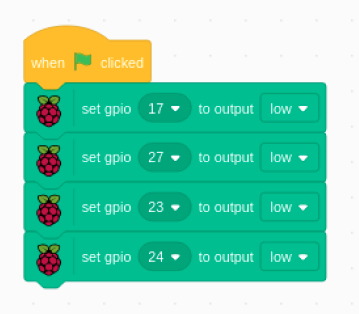 when clicked
set gpio 17 to output low
set gpio 27 to output low
set gpio 23 to output low
set gpio 24 to output low